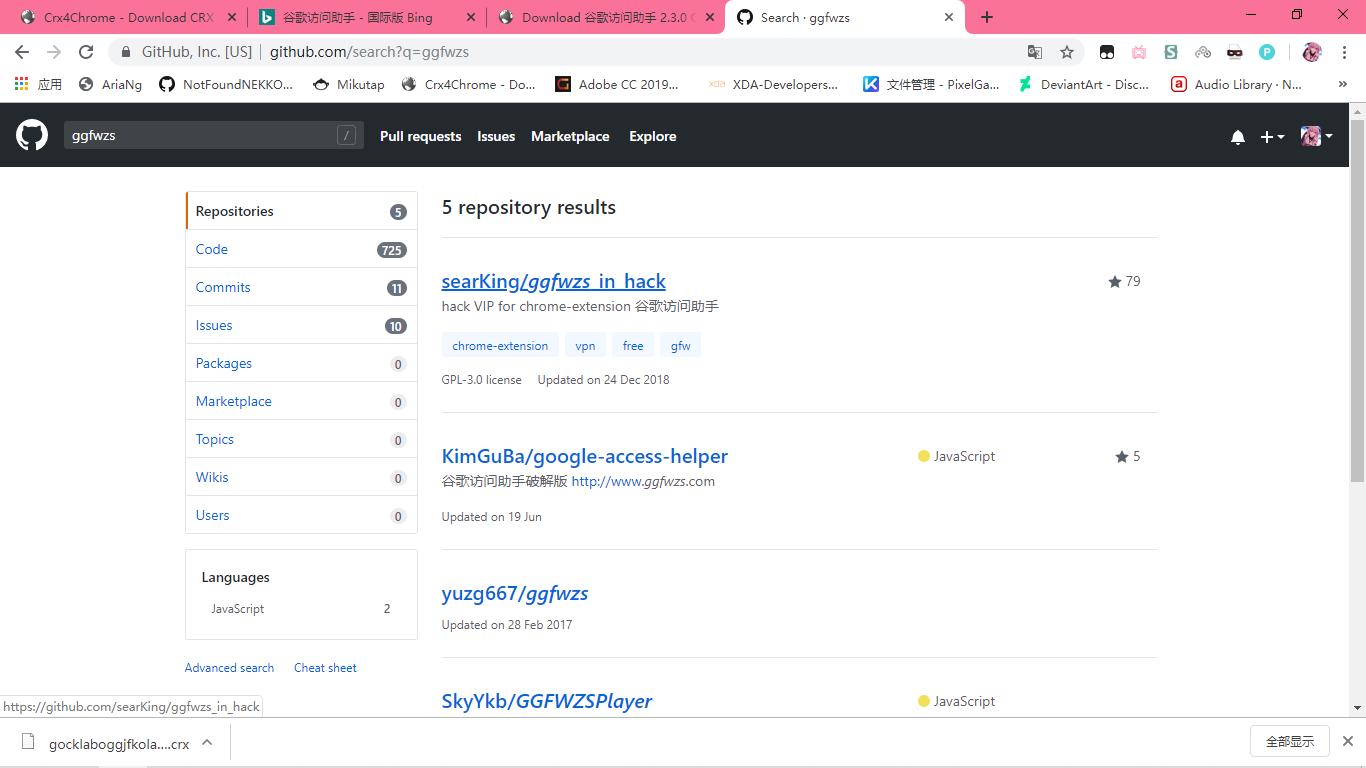 Crx4Chrome - Download CRX
谷歌访问助手 - 国际版 Bing
Download 谷歌访问助手 2.3.0 C
Search · ggfwzs
GitHub, Inc. [US] | github.com/search?q=ggfwzs
应用 AriaNg NotFoundNEKKO... Mikutap Crx4Chrome - Do... Adobe CC 2019... XDA-Developers... 文件管理 - PixelGa... DeviantArt - Disc... Audio Library · N... »
ggfwzs / Pull requests Issues Marketplace Explore
Repositories 5
Code 725
Commits 11
Issues 10
Packages 0
Marketplace 0
Topics 0
Wikis 0
Users 0
Languages
JavaScript 2
Advanced search Cheat sheet
5 repository results
searKing/ggfwzs_in_hack 79
hack VIP for chrome-extension 谷歌访问助手
chrome-extension vpn free gfw
GPL-3.0 license Updated on 24 Dec 2018
KimGuBa/google-access-helper JavaScript 5
谷歌访问助手破解版 http://www.ggfwzs.com
Updated on 19 Jun
yuzg667/ggfwzs
Updated on 28 Feb 2017
SkyYkb/GGFWZSPlayer JavaScript
https://github.com/searKing/ggfwzs_in_hack
gocklaboggjfkola....crx
全部显示